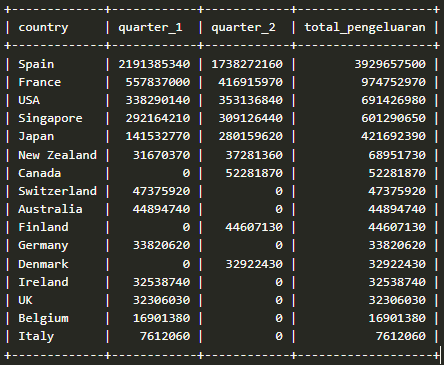 +-------------+------------+------------+-------------------+
| country     | quarter_1  | quarter_2  | total_pengeluaran |
+-------------+------------+------------+-------------------+
| Spain       | 2191385340 | 1738272160 |        3929657500 |
| France      |  557837000 |  416915970 |         974752970 |
| USA         |  338290140 |  353136840 |         691426980 |
| Singapore   |  292164210 |  309126440 |         601290650 |
| Japan       |  141532770 |  280159620 |         421692390 |
| New Zealand |   31670370 |   37281360 |          68951730 |
| Canada      |          0 |   52281870 |          52281870 |
| Switzerland |   47375920 |          0 |          47375920 |
| Australia   |   44894740 |          0 |          44894740 |
| Finland     |          0 |   44607130 |          44607130 |
| Germany     |   33820620 |          0 |          33820620 |
| Denmark     |          0 |   32922430 |          32922430 |
| Ireland     |   32538740 |          0 |          32538740 |
| UK          |   32306030 |          0 |          32306030 |
| Belgium     |   16901380 |          0 |          16901380 |
| Italy       |    7612060 |          0 |           7612060 |
+-------------+------------+------------+-------------------+